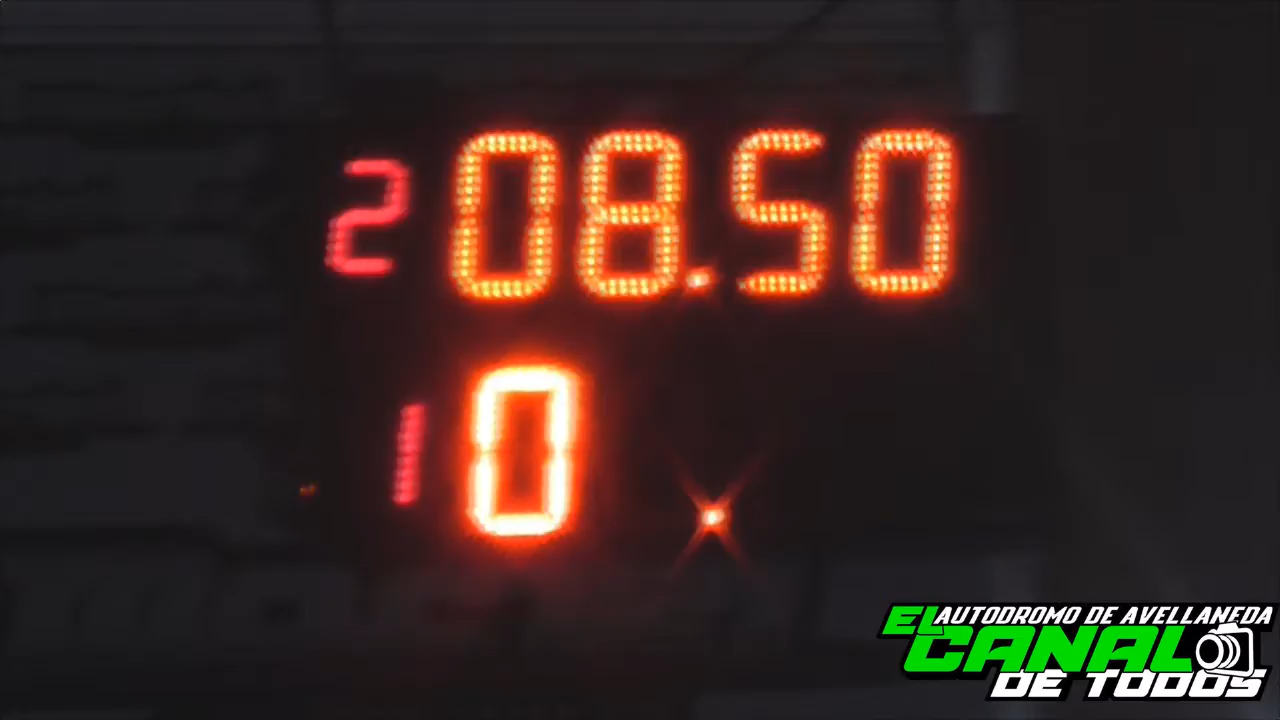 2 08.50
1 0.
EL AUTODROMO DE AVELLANEDA
CANAL
DE TODOS